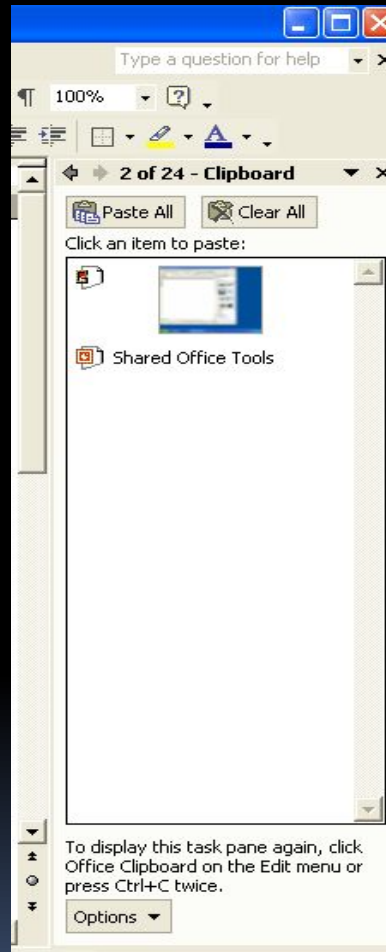 Type a question for help
100%
2 of 24 - Clipboard
Paste All
Clear All
Click an item to paste:
Shared Office Tools
To display this task pane again, click
Office Clipboard on the Edit menu or
press Ctrl+C twice.
Options